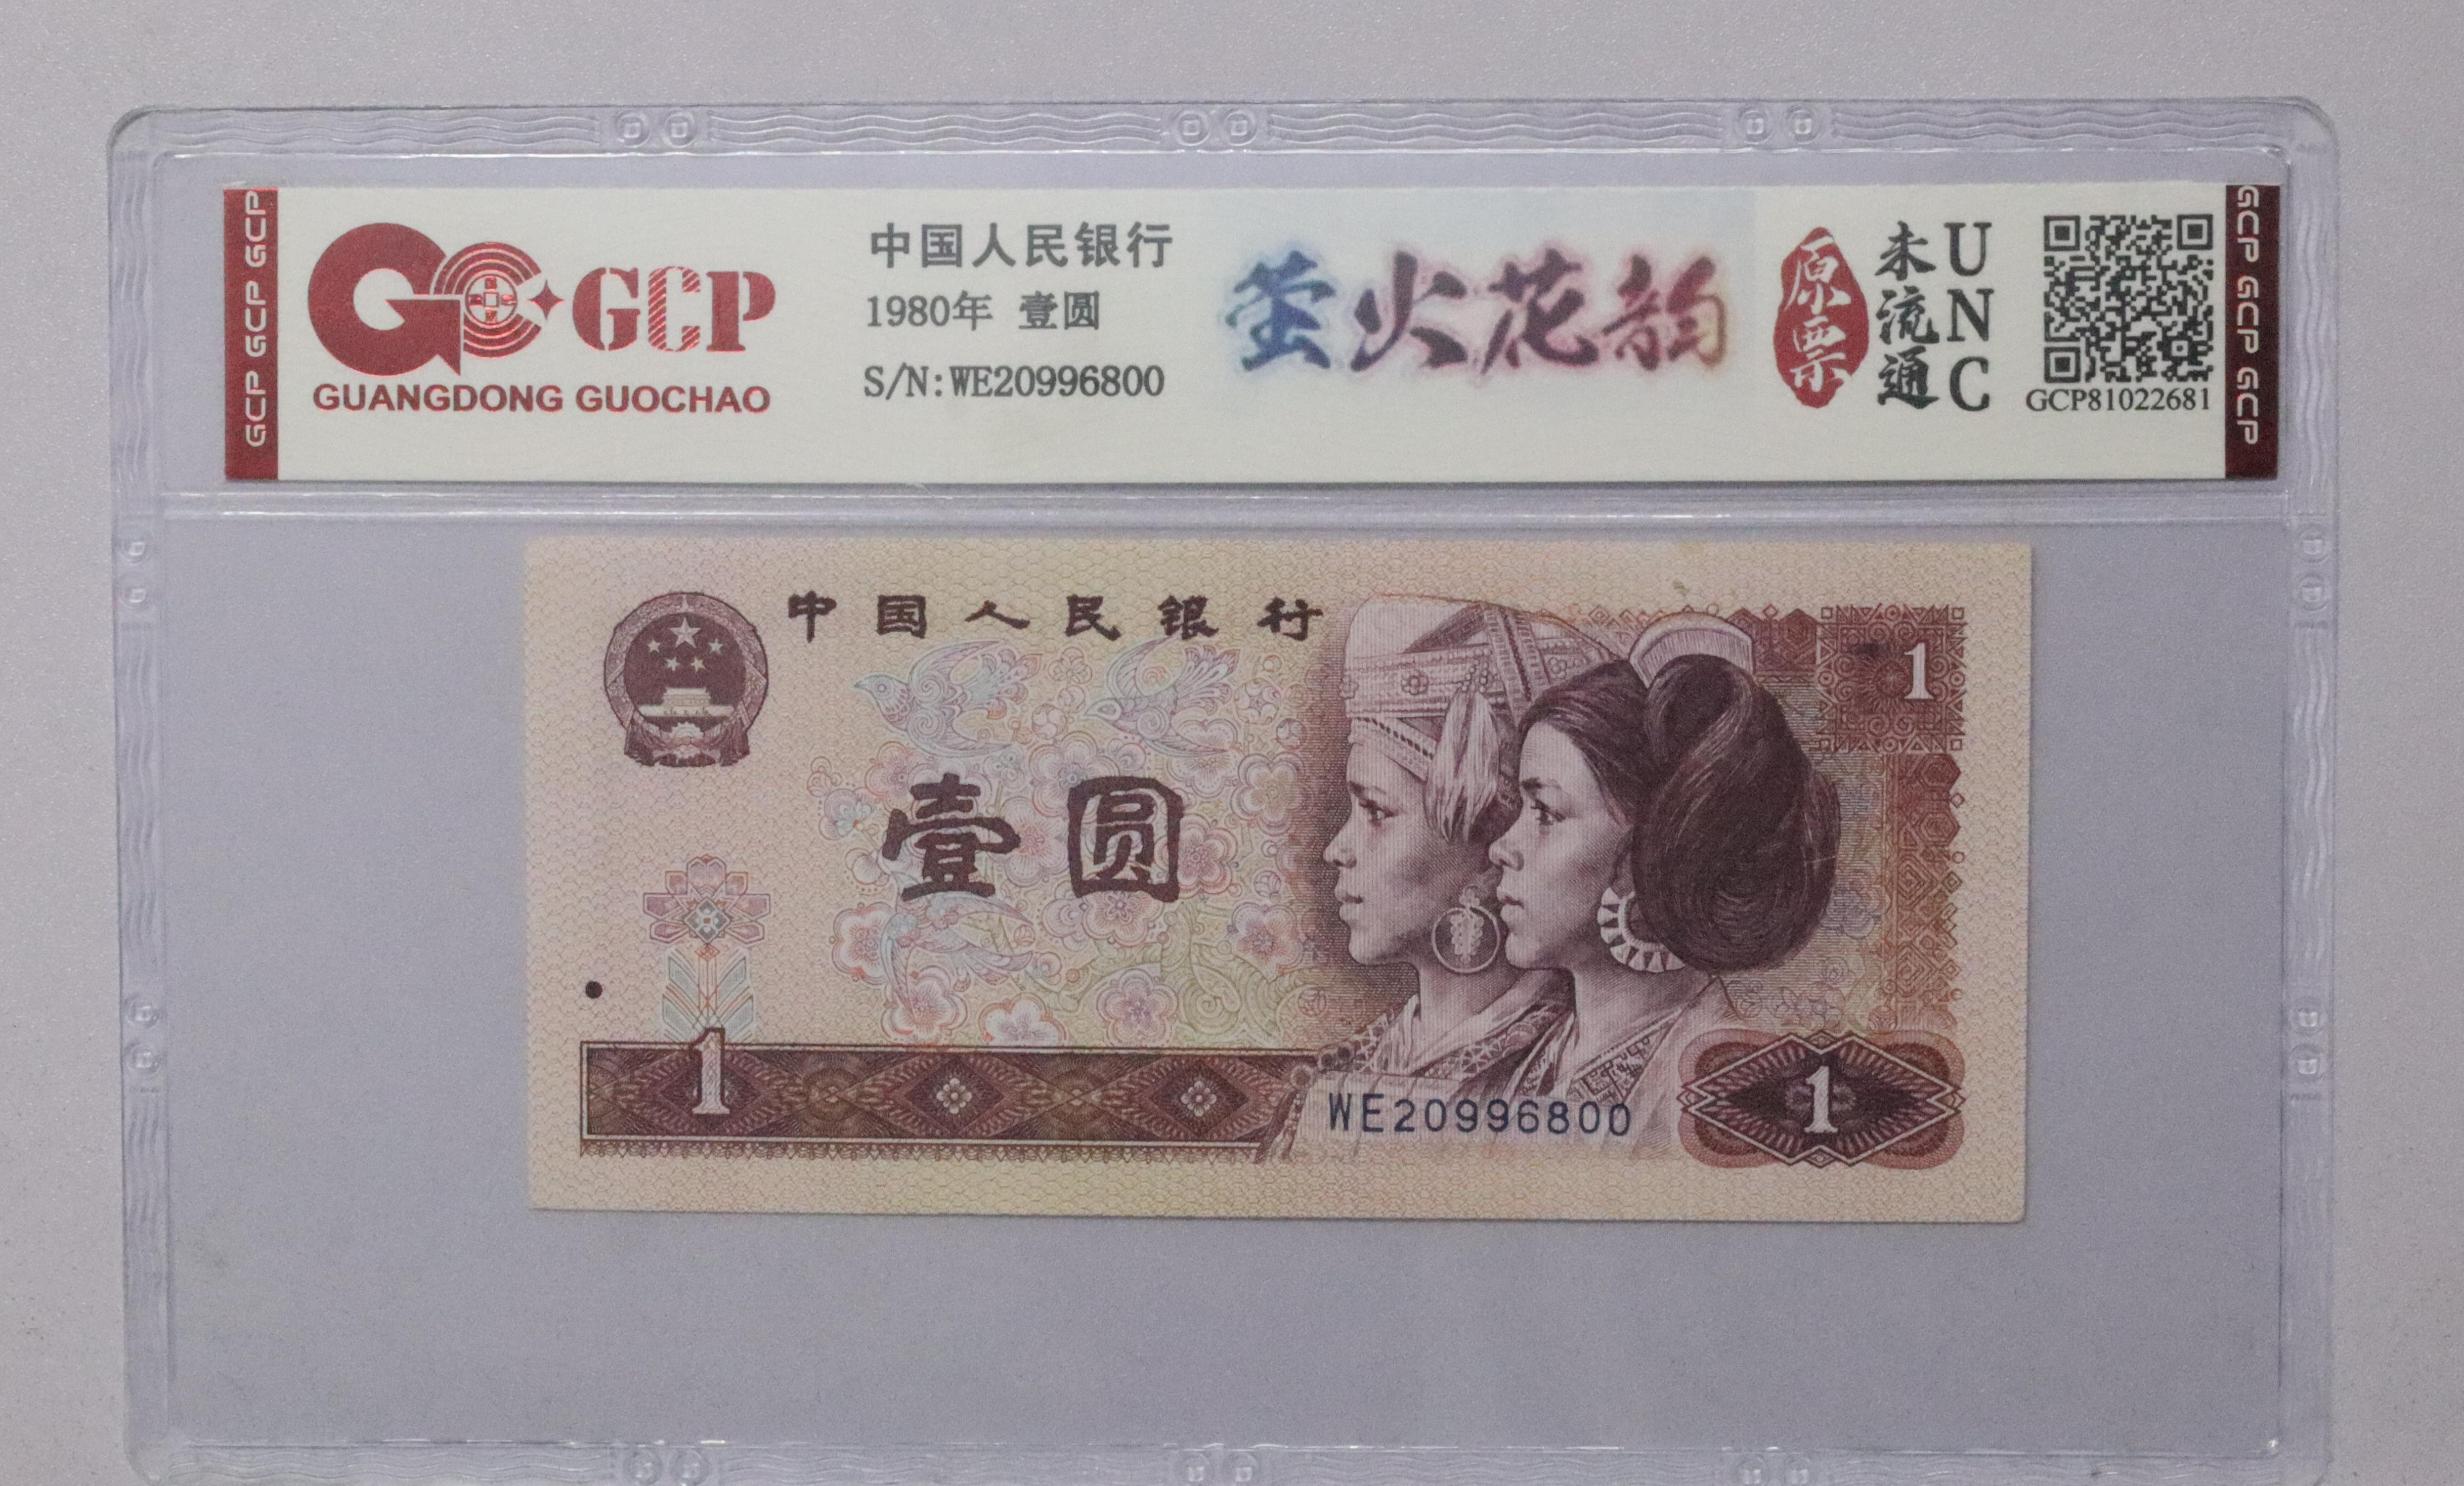 GCP GCP GCP
GCP
GUANGDONG GUOCHAO
中国人民银行
1980年 壹圆
S/N:WE20996800
萤火花韵
原票
未流通
UNC
GCP81022681
GCP GCP GCP
中国人民银行
1
壹圆
1
WE20996800
1